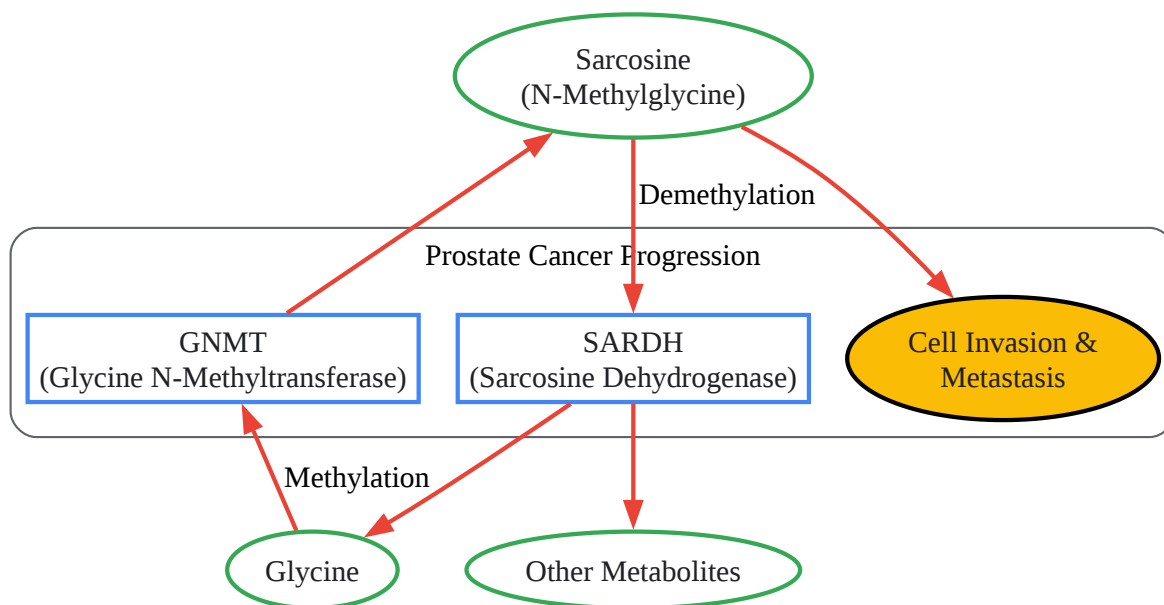 Sarcosine
(N-Methylglycine)
Demethylation
Prostate Cancer Progression
GNMT
(Glycine N-Methyltransferase)
SARDH
(Sarcosine Dehydrogenase)
Cell Invasion &
Metastasis
Methylation
Glycine
Other Metabolites